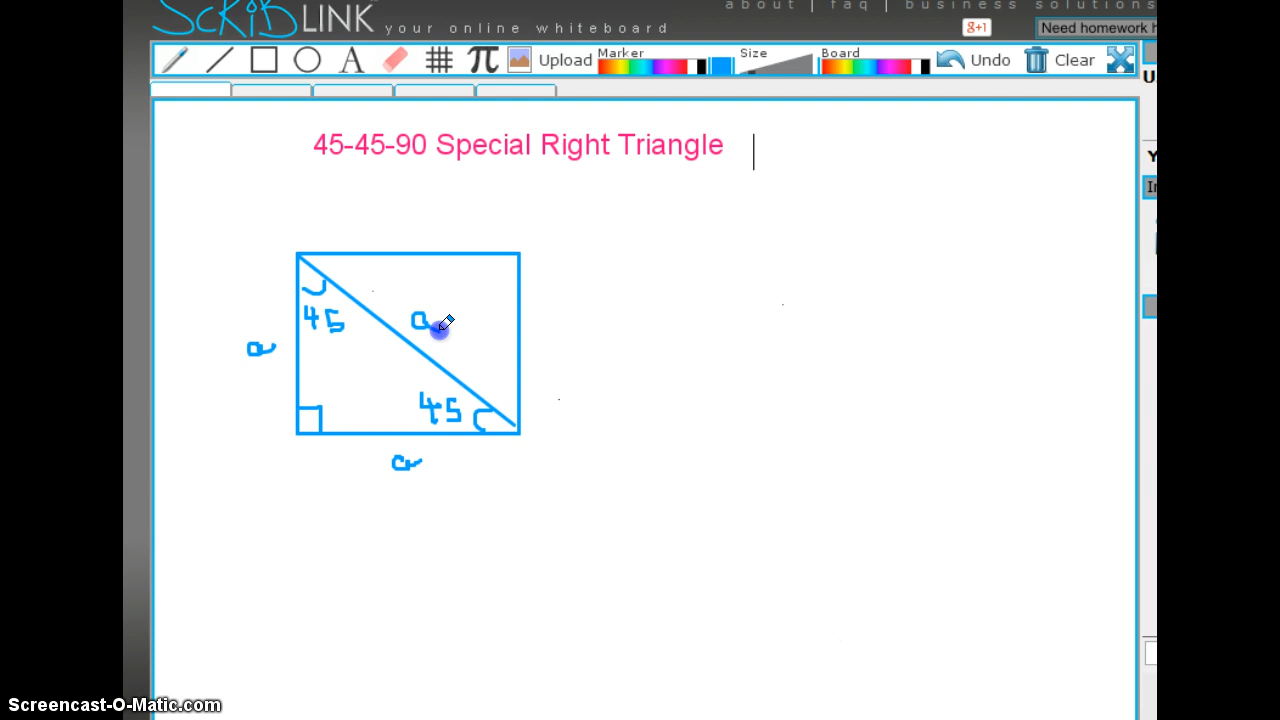 about | faq | business solutions
ScRiBLINK your online whiteboard
g+1
Need homework h
Upload
Marker
Size
Board
Undo
Clear
45-45-90 Special Right Triangle
45
a
a
45
a
Screencast-O-Matic.com